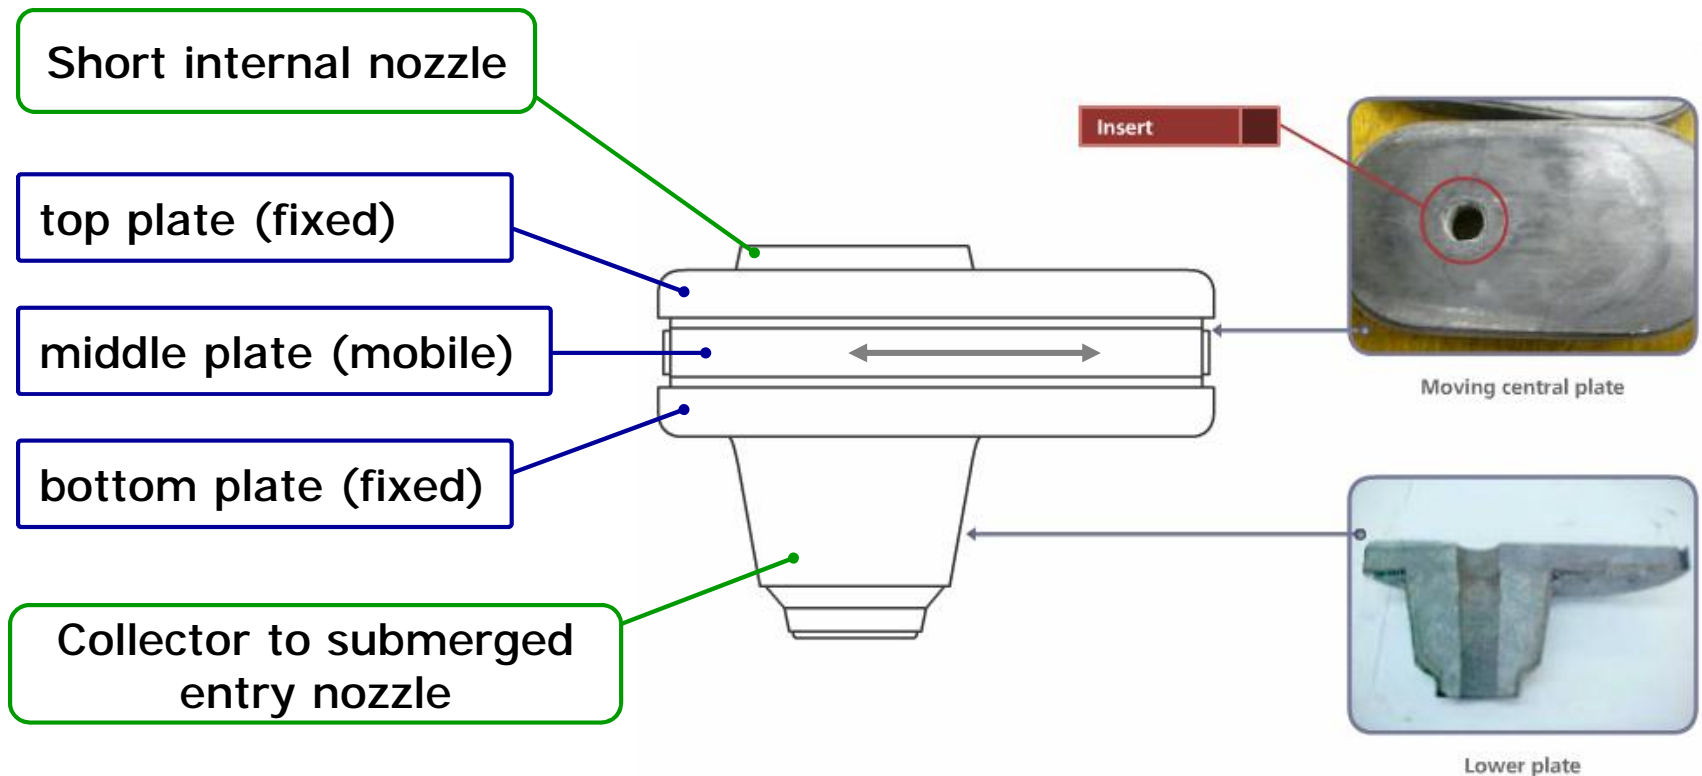 Short internal nozzle
top plate (fixed)
middle plate (mobile)
bottom plate (fixed)
Collector to submerged
entry nozzle
Insert
Moving central plate
Lower plate